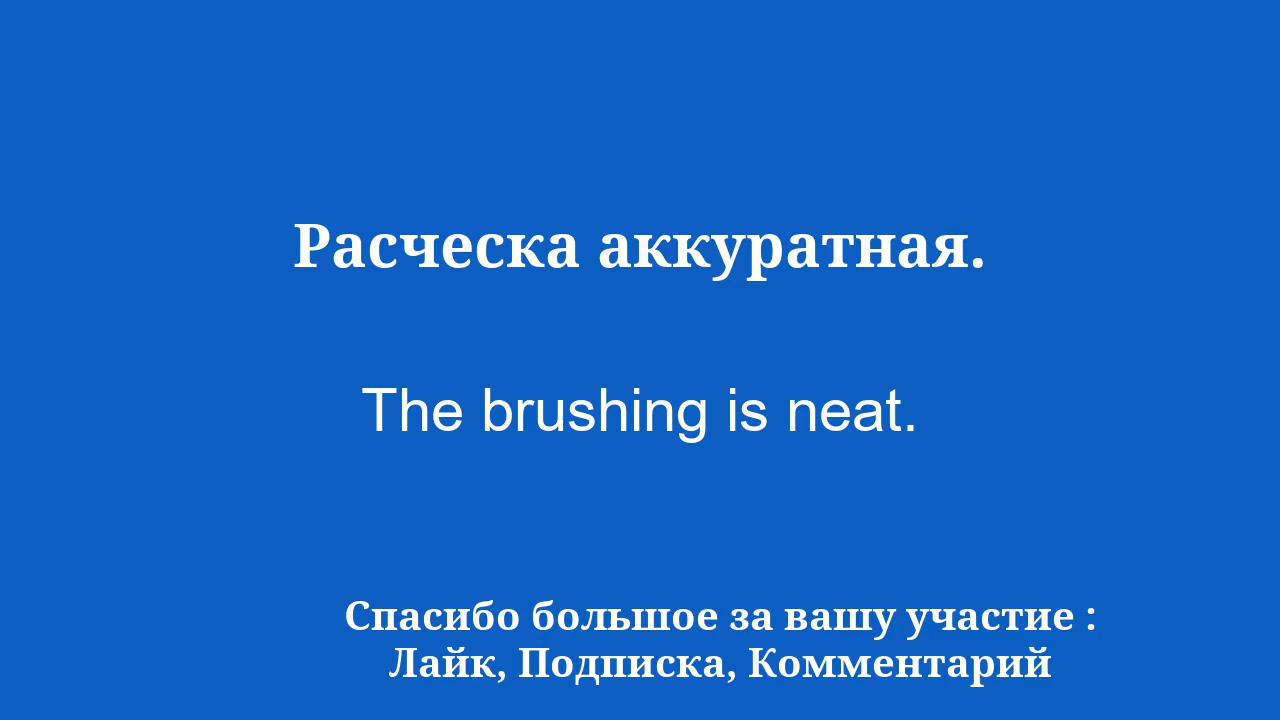 Расческа аккуратная.
The brushing is neat.
Спасибо большое за вашу участие :
Лайк, Подписка, Комментарий